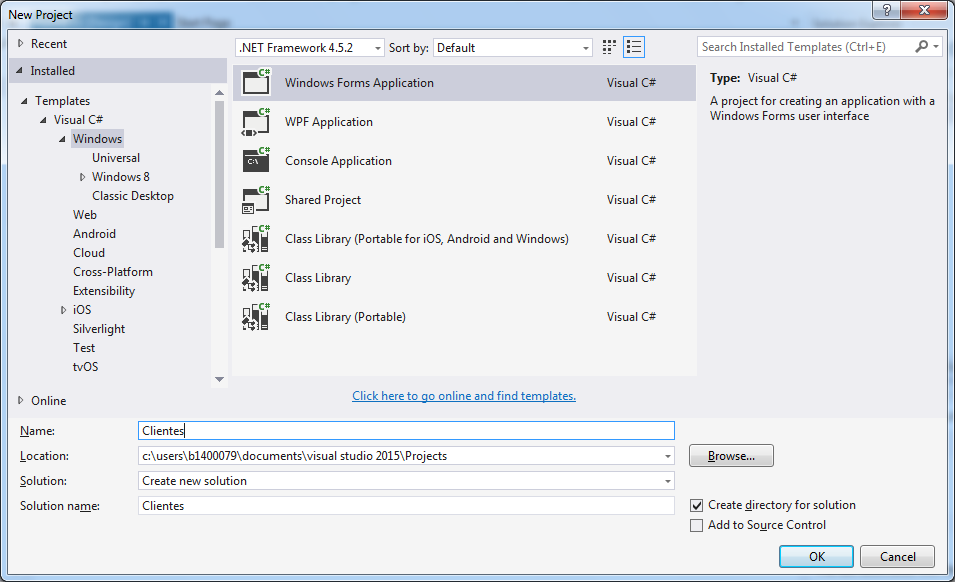 New Project
Recent
Installed
Templates
Visual C#
Windows
Universal
Windows 8
Classic Desktop
Web
Android
Cloud
Cross-Platform
Extensibility
iOS
Silverlight
Test
tvOS
Online
.NET Framework 4.5.2 Sort by: Default
Windows Forms Application Visual C#
WPF Application Visual C#
Console Application Visual C#
Shared Project Visual C#
Class Library (Portable for iOS, Android and Windows) Visual C#
Class Library Visual C#
Class Library (Portable) Visual C#
Click here to go online and find templates.
Search Installed Templates (Ctrl+E)
Type: Visual C#
A project for creating an application with a
Windows Forms user interface
Name: Clientes
Location: c:\users\b1400079\documents\visual studio 2015\Projects Browse...
Solution: Create new solution
Solution name: Clientes
Create directory for solution
Add to Source Control
OK Cancel